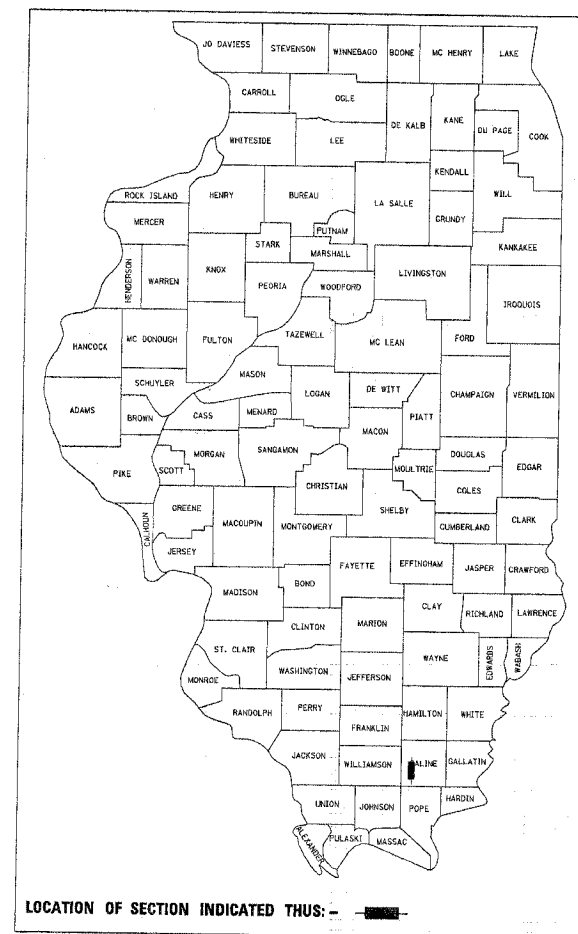 JO DAVIESS STEVENSON WINNEBAGO BOONE MC HENRY LAKE
CARROLL OGLE DE KALB KANE DU PAGE COOK
WHITESIDE LEE
KENDALL
ROCK ISLAND HENRY BUREAU LA SALLE GRUNDY WILL
MERCER PUTNAM
STARK MARSHALL KANKAKEE
HENDERSON WARREN KNOX PEORIA WOODFORD LIVINGSTON IROQUOIS
HANCOCK MC DONOUGH FULTON TAZEWELL MC LEAN FORD
SCHUYLER MASON
ADAMS BROWN CASS MENARD LOGAN DE WITT PIATT CHAMPAIGN VERMILION
MACON
PIKE SCOTT MORGAN SANGAMON MOULTRIE DOUGLAS EDGAR
CHRISTIAN COLES
CALHOUN GREENE MACOUPIN MONTGOMERY SHELBY CUMBERLAND CLARK
JERSEY
FAYETTE EFFINGHAM JASPER CRAWFORD
MADISON BOND
CLAY RICHLAND LAWRENCE
CLINTON MARION
ST. CLAIR WAYNE EDWARDS WABASH
WASHINGTON JEFFERSON
MONROE
RANDOLPH PERRY HAMILTON WHITE
FRANKLIN
JACKSON WILLIAMSON ALINE GALLATIN
UNION JOHNSON POPE HARDIN
ALEXANDER PULASKI MASSAC
LOCATION OF SECTION INDICATED THUS: -